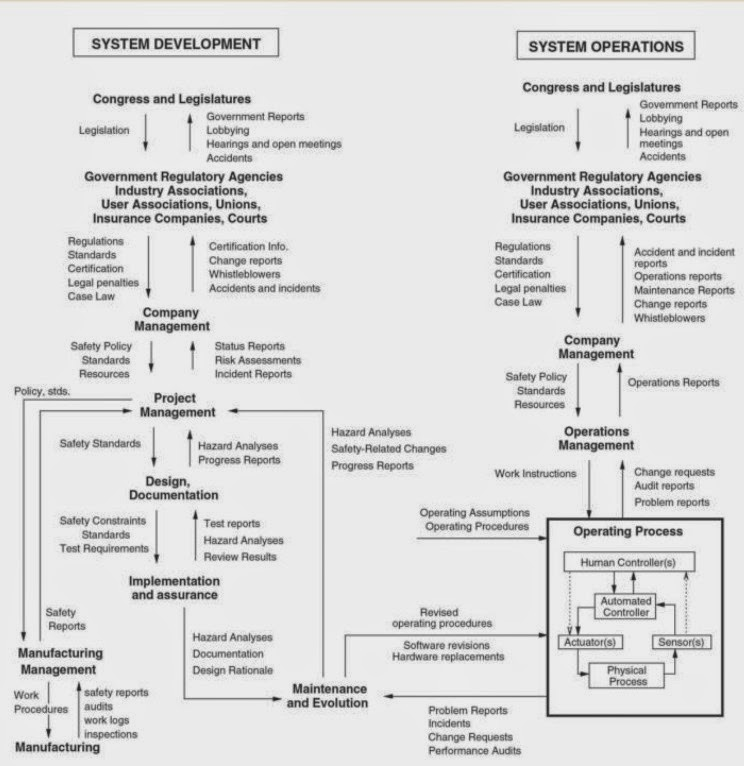 SYSTEM DEVELOPMENT
Congress and Legislatures
Legislation
Government Reports
Lobbying
Hearings and open meetings
Accidents
Government Regulatory Agencies
Industry Associations,
User Associations, Unions,
Insurance Companies, Courts
Regulations
Standards
Certification
Legal penalties
Case Law
Certification Info.
Change reports
Whistleblowers
Accidents and incidents
Company
Management
Safety Policy
Standards
Resources
Status Reports
Risk Assessments
Incident Reports
Policy, stds.
Project
Management
Safety Standards
Hazard Analyses
Progress Reports
Design,
Documentation
Safety Constraints
Standards
Test Requirements
Test reports
Hazard Analyses
Review Results
Implementation
and assurance
Safety
Reports
Manufacturing
Management
Work
Procedures
safety reports
audits
work logs
inspections
Manufacturing
Hazard Analyses
Documentation
Design Rationale
Maintenance
and Evolution
Hazard Analyses
Safety-Related Changes
Progress Reports
SYSTEM OPERATIONS
Congress and Legislatures
Legislation
Government Reports
Lobbying
Hearings and open
meetings
Accidents
Government Regulatory Agencies
Industry Associations,
User Associations, Unions,
Insurance Companies, Courts
Regulations
Standards
Certification
Legal penalties
Case Law
Accident and incident
reports
Operations reports
Maintenance Reports
Change reports
Whistleblowers
Company
Management
Safety Policy
Standards
Resources
Operations Reports
Operations
Management
Work Instructions
Change requests
Audit reports
Problem reports
Operating Assumptions
Operating Procedures
Operating Process
Human Controller(s)
Automated
Controller
Actuator(s)
Sensor(s)
Physical
Process
Revised
operating procedures
Software revisions
Hardware replacements
Problem Reports
Incidents
Change Requests
Performance Audits